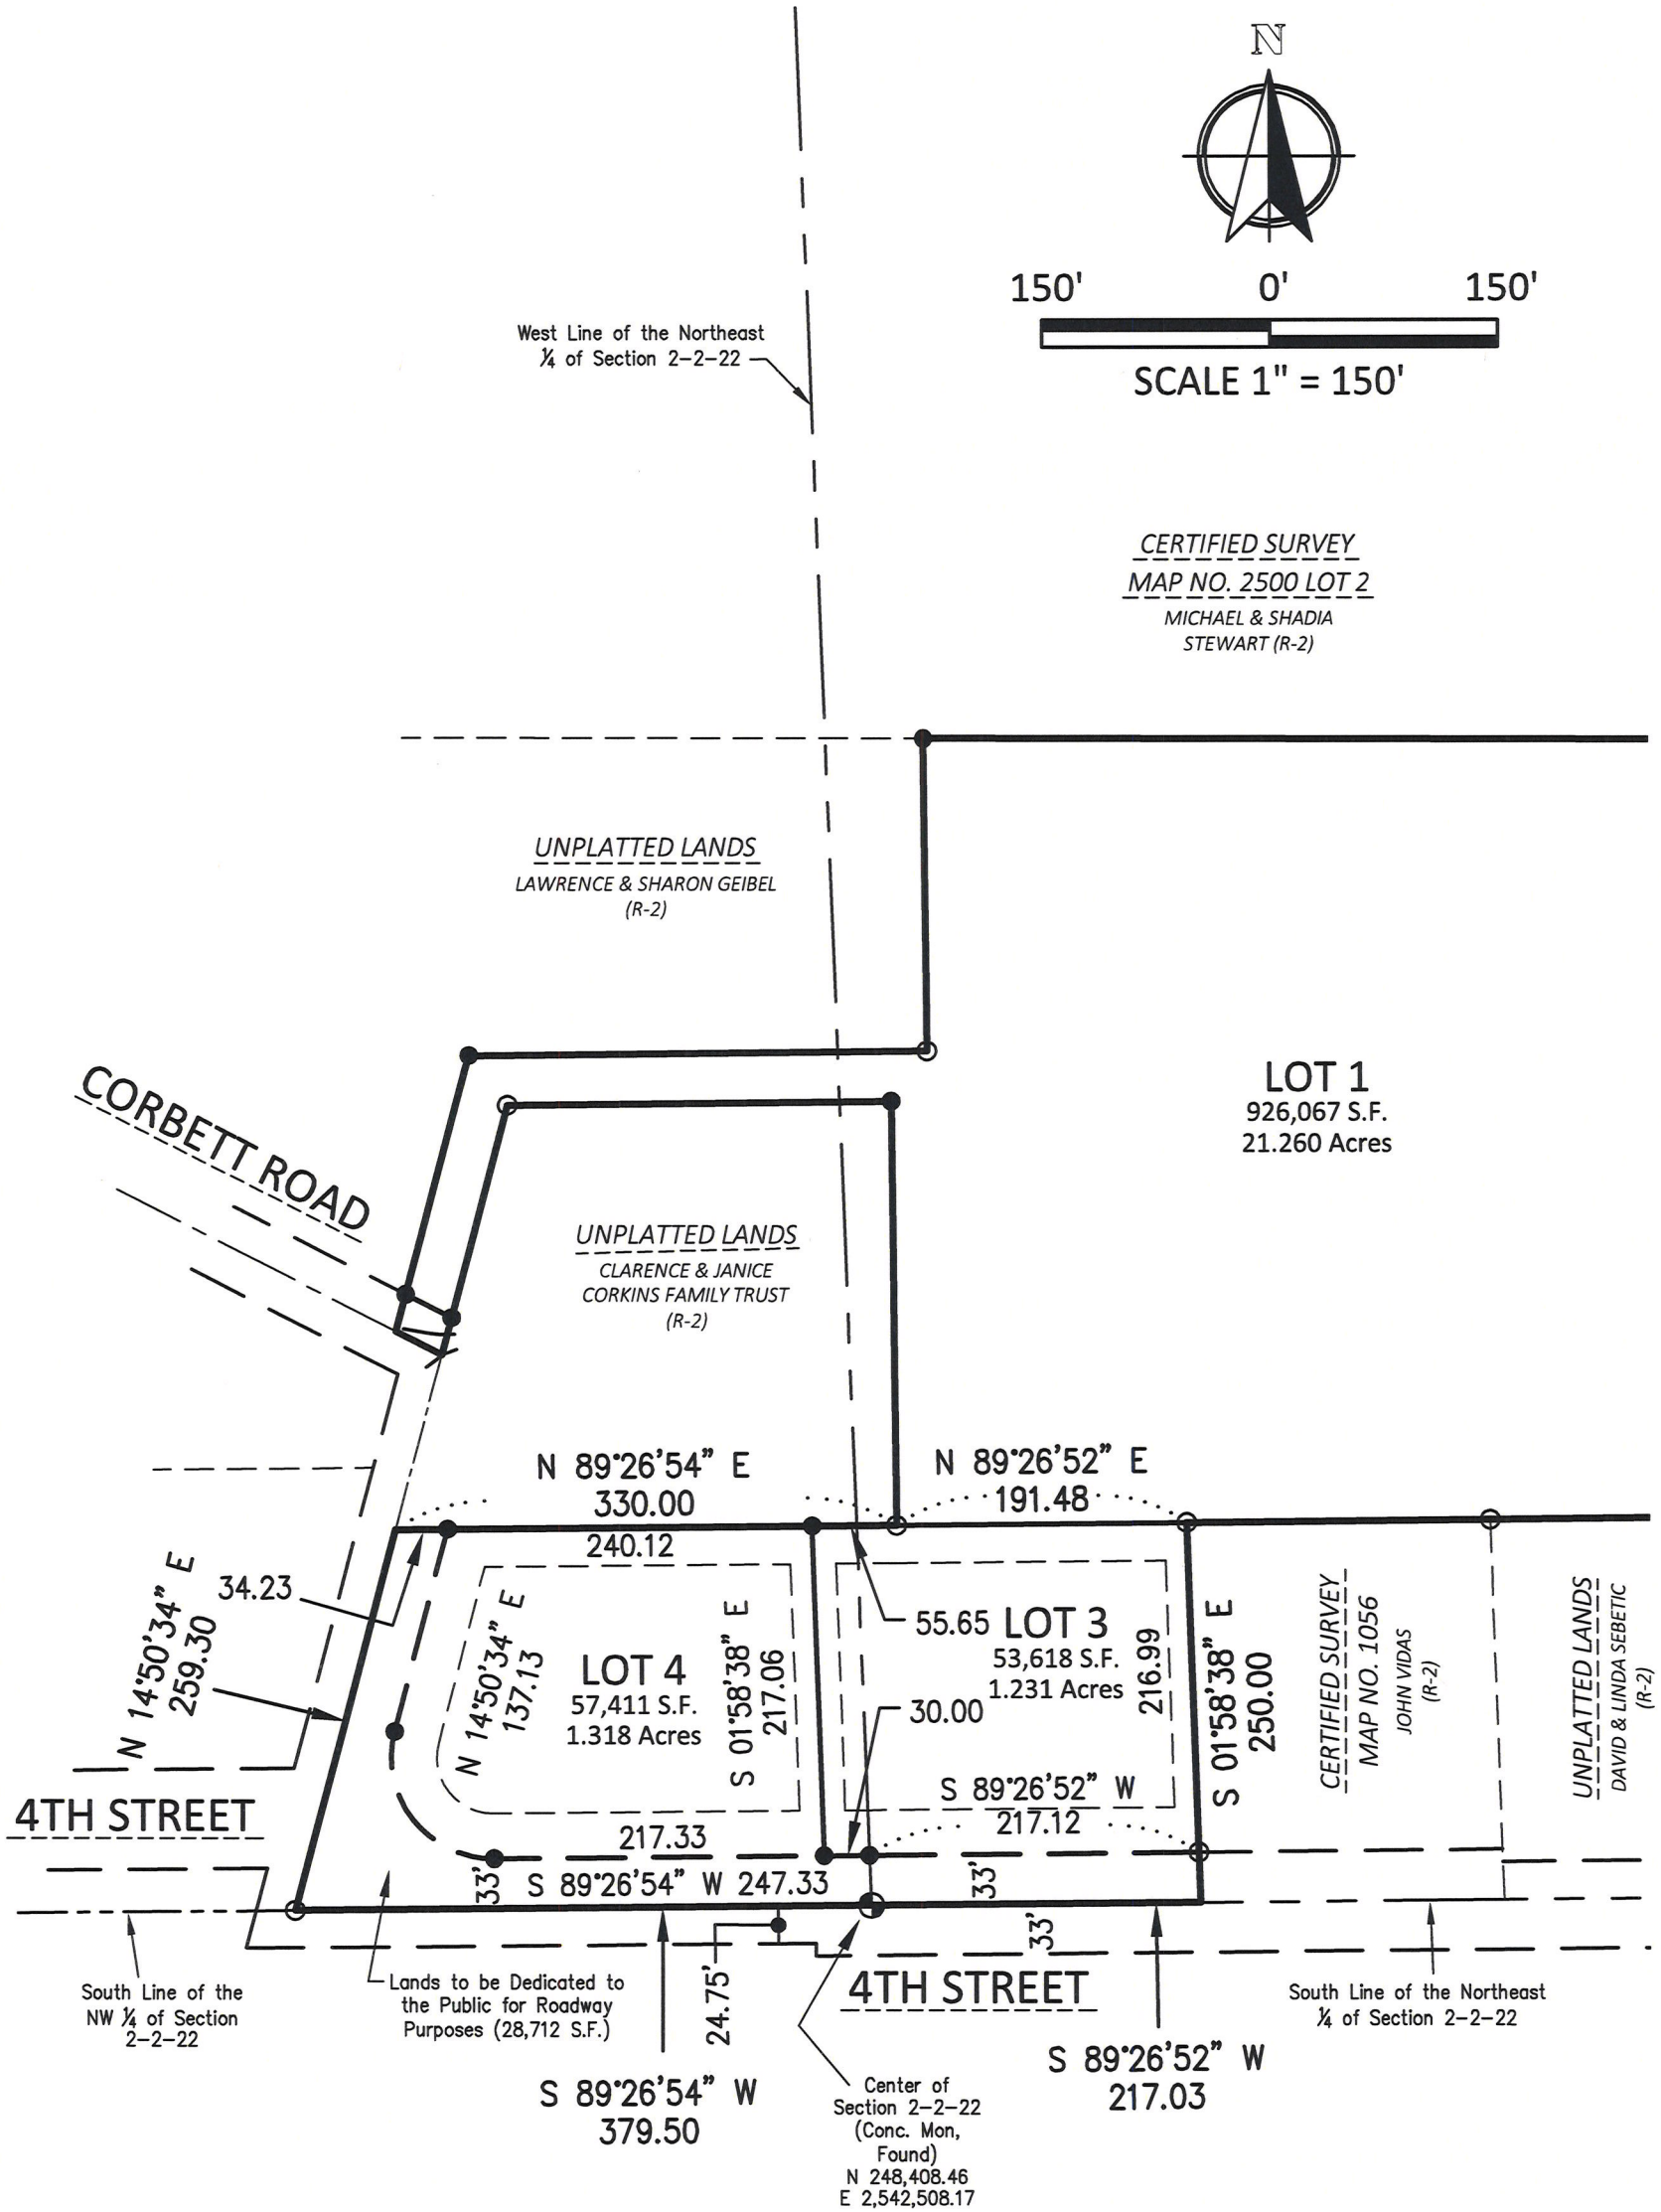 N
150' 0' 150'
SCALE 1" = 150'
West Line of the Northeast
¼ of Section 2-2-22
CERTIFIED SURVEY
MAP NO. 2500 LOT 2
MICHAEL & SHADIA
STEWART (R-2)
UNPLATTED LANDS
LAWRENCE & SHARON GEIBEL
(R-2)
CORBETT ROAD
LOT 1
926,067 S.F.
21.260 Acres
UNPLATTED LANDS
CLARENCE & JANICE
CORKINS FAMILY TRUST
(R-2)
N 89°26'54" E
330.00
240.12
N 89°26'52" E
191.48
N 14°50'34" E
259.30
34.23
N 14°50'34" E
137.13
LOT 4
57,411 S.F.
1.318 Acres
S 01°58'38" E
217.06
55.65
LOT 3
53,618 S.F.
1.231 Acres
30.00
216.99
S 01°58'38" E
250.00
CERTIFIED SURVEY
MAP NO. 1056
JOHN VIDAS
(R-2)
UNPLATTED LANDS
DAVID & LINDA SEBETIC
(R-2)
S 89°26'52" W
217.12
4TH STREET
217.33
33'
S 89°26'54" W 247.33
33'
33'
South Line of the
NW ¼ of Section
2-2-22
Lands to be Dedicated to
the Public for Roadway
Purposes (28,712 S.F.)
24.75'
4TH STREET
South Line of the Northeast
¼ of Section 2-2-22
S 89°26'54" W
379.50
Center of
Section 2-2-22
(Conc. Mon,
Found)
N 248,408.46
E 2,542,508.17
S 89°26'52" W
217.03